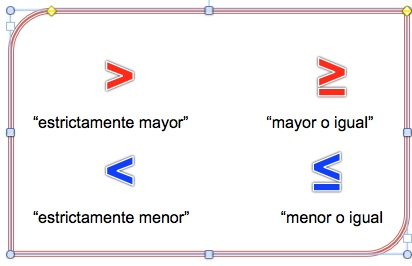 > ≥
“estrictamente mayor” “mayor o igual”
< ≤
“estrictamente menor” “menor o igual